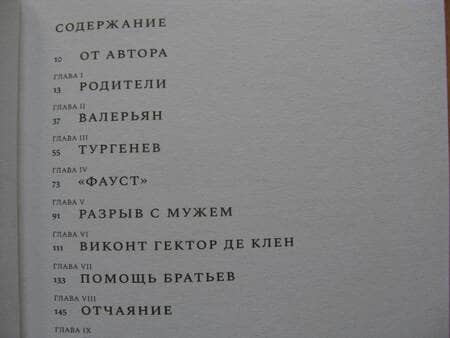 СОДЕРЖАНИЕ
10 ОТ АВТОРА
ГЛАВА I
13 РОДИТЕЛИ
ГЛАВА II
37 ВАЛЕРЬЯН
ГЛАВА III
55 ТУРГЕНЕВ
ГЛАВА IV
73 «ФАУСТ»
ГЛАВА V
91 РАЗРЫВ С МУЖЕМ
ГЛАВА VI
111 ВИКОНТ ГЕКТОР ДЕ КЛЕН
ГЛАВА VII
133 ПОМОЩЬ БРАТЬЕВ
ГЛАВА VIII
145 ОТЧАЯНИЕ
ГЛАВА IX